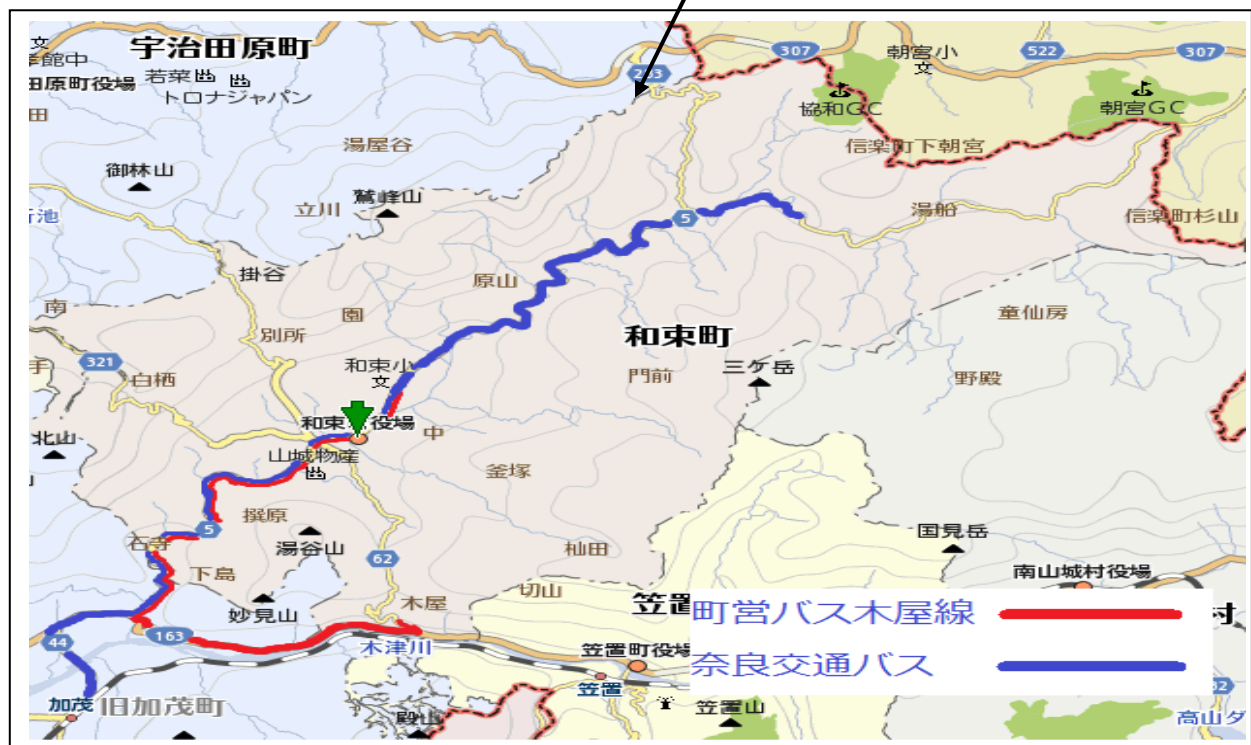 宇治田原町
307
朝宮小
522
307
若菜
田原町役場
トロナジャパン
協和GC
朝宮GC
湯屋谷
信楽町下朝宮
御林山
鷲峰山
立川
湯船
5
信楽町杉山
掛谷
原山
南
園
童仙房
別所
和束町
321
和束小
三ケ岳
白栖
門前
野殿
中
北山
山城物産
釜塚
撰原
5
国見岳
石寺
湯谷山
62
杣田
下島
南山城村役場
切山
木屋
妙見山
町営バス木屋線
村
163
44
木津川
笠置町役場
奈良交通バス
笠置
加茂
旧加茂町
笠置山